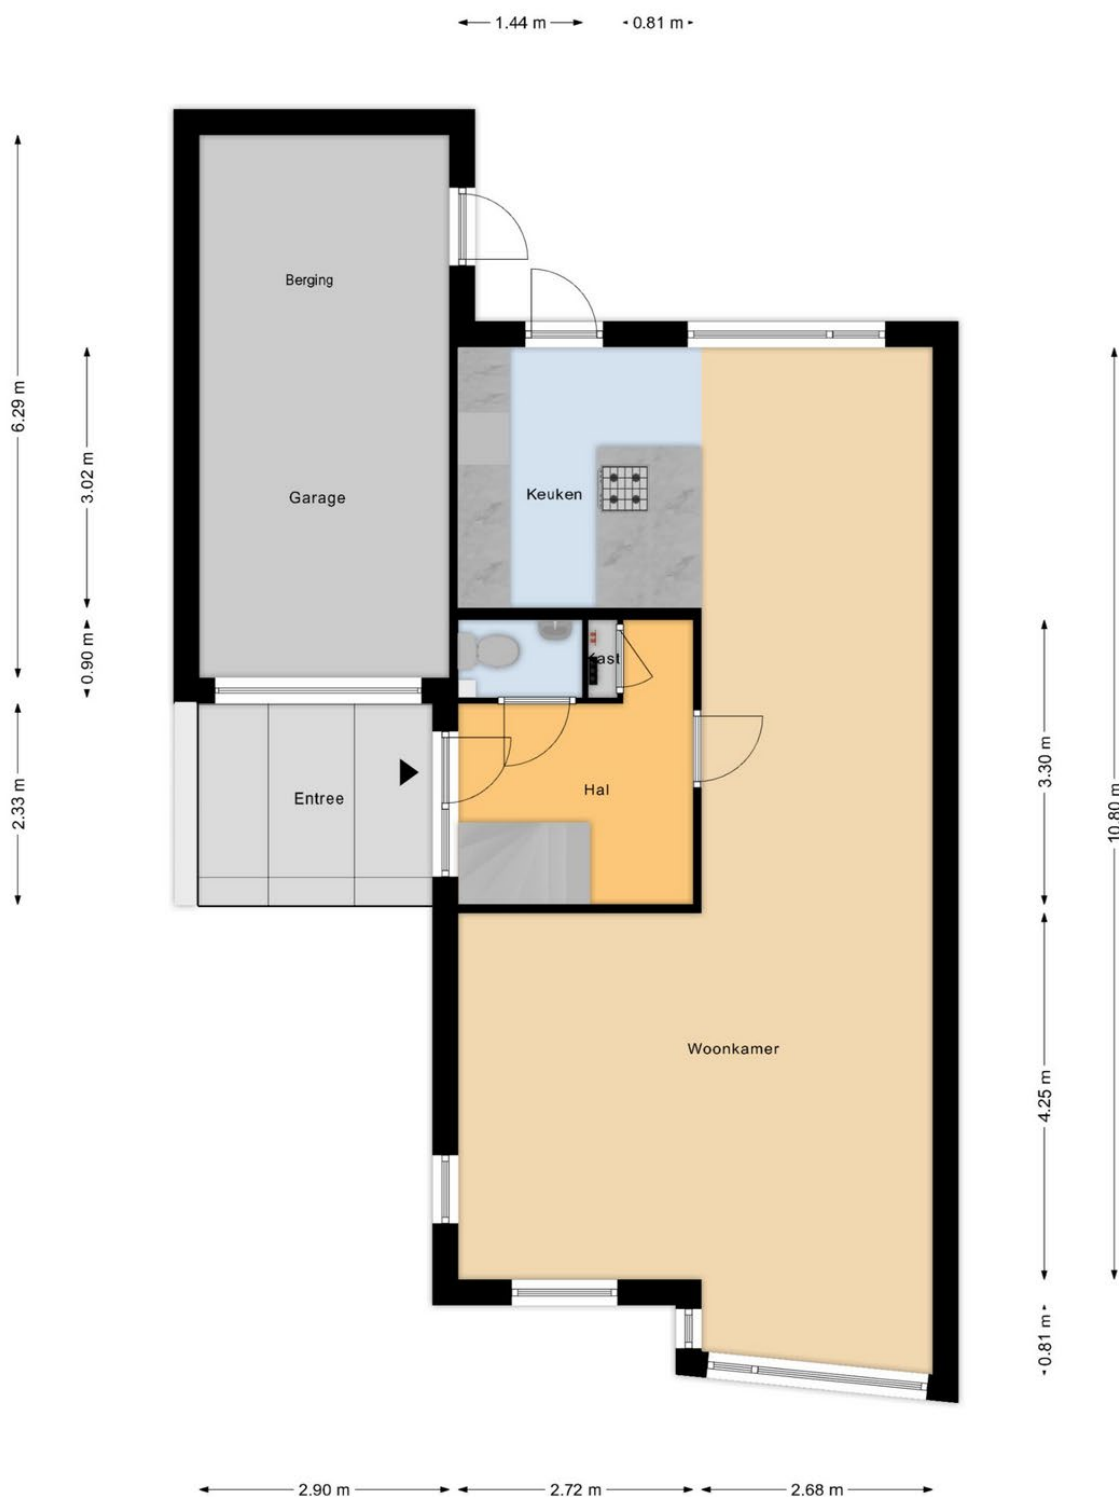 1.44 m
0.81 m
Berging
6.29 m
3.02 m
Garage
Keuken
0.90 m
Kast
Hal
Entree
2.33 m
3.30 m
10.80 m
Woonkamer
4.25 m
0.81 m
2.90 m
2.72 m
2.68 m